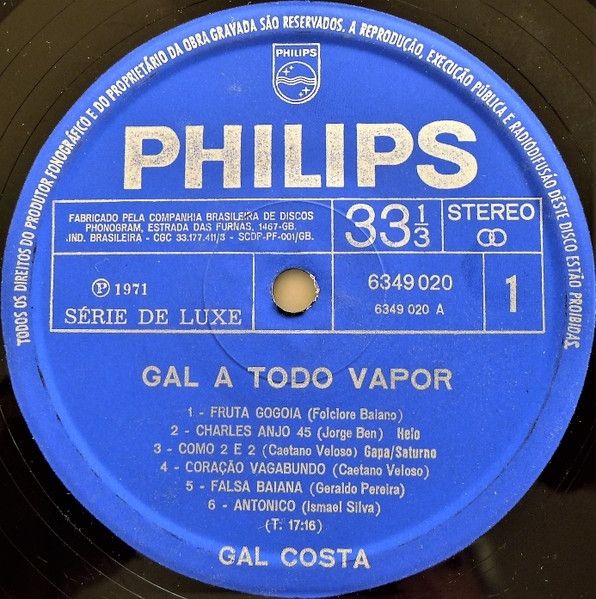 TODOS OS DIREITOS DO PRODUTOR FONOGRÁFICO E DO PROPRIETÁRIO DA OBRA GRAVADA SÃO RESERVADOS. A REPRODUÇÃO, EXECUÇÃO PÚBLICA E RADIODIFUSÃO DÊSTE DISCO ESTÃO PROIBIDAS
PHILIPS
PHILIPS
FABRICADO PELA COMPANHIA BRASILEIRA DE DISCOS
PHONOGRAM, ESTRADA DAS FURNAS, 1467-GB.
IND. BRASILEIRA - CGC 33.177.411/3 - SCDP-PF-001/GB.
33 1/3
STEREO
Ⓟ 1971
SÉRIE DE LUXE
6349 020
6349 020 A
1
GAL A TODO VAPOR
1 - FRUTA GOGOIA (Folclore Baiano)
2 - CHARLES ANJO 45 (Jorge Ben) Helo
3 - COMO 2 E 2 (Caetano Veloso) Gapa/Saturno
4 - CORAÇÃO VAGABUNDO (Caetano Veloso)
5 - FALSA BAIANA (Geraldo Pereira)
6 - ANTONICO (Ismael Silva)
(T. 17:16)
GAL COSTA